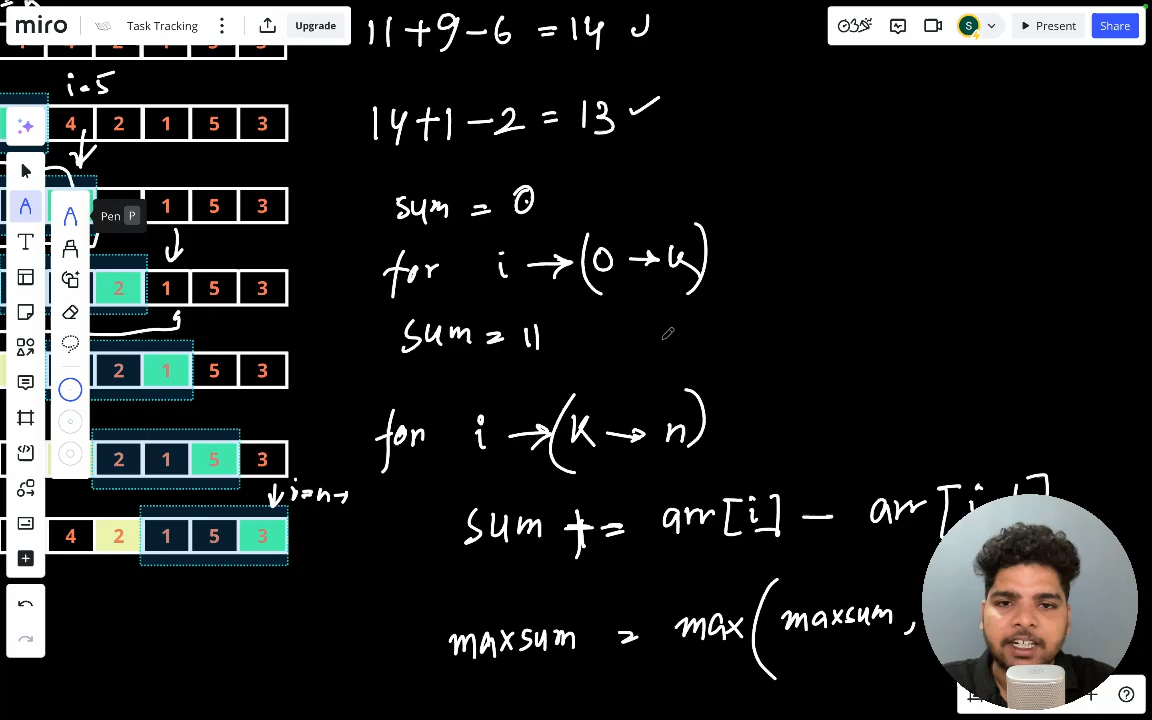 miro Task Tracking Upgrade
Present Share
11 + 9 - 6 = 14 ✓
i = 5
4 2 1 5 3
14 + 1 - 2 = 13 ✓
Pen P
1 5 3
sum = 0
for i → (0 → k)
2 1 5 3
sum = 11
2 1 5 3
for i → (k → n)
2 1 5 3
i = n →
sum += arr[i] - arr[i
4 2 1 5 3
maxsum = max(maxsum,